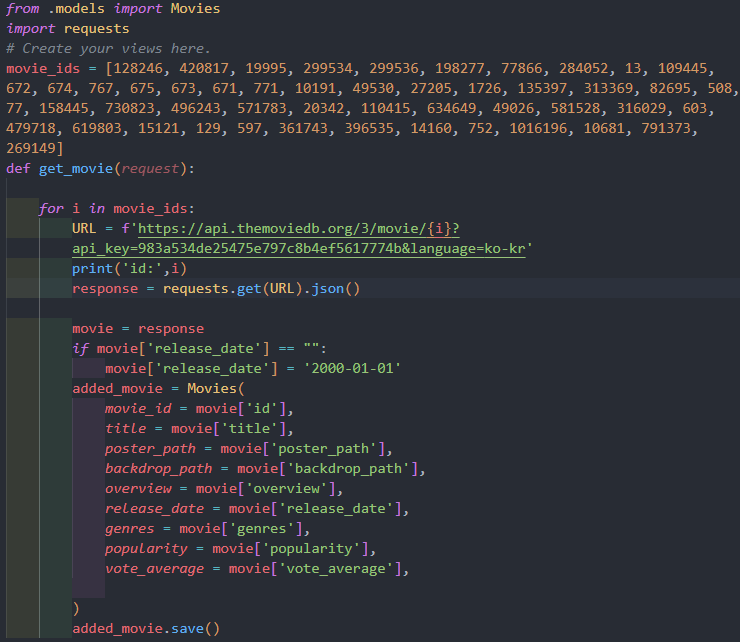 from .models import Movies
import requests
# Create your views here.
movie_ids = [128246, 420817, 19995, 299534, 299536, 198277, 77866, 284052, 13, 109445,
672, 674, 767, 675, 673, 671, 771, 10191, 49530, 27205, 1726, 135397, 313369, 82695, 508,
77, 158445, 730823, 496243, 571783, 20342, 110415, 634649, 49026, 581528, 316029, 603,
479718, 619803, 15121, 129, 597, 361743, 396535, 14160, 752, 1016196, 10681, 791373,
269149]
def get_movie(request):
for i in movie_ids:
URL = f'https://api.themoviedb.org/3/movie/{i}?
api_key=983a534de25475e797c8b4ef5617774b&language=ko-kr'
print('id:',i)
response = requests.get(URL).json()
movie = response
if movie['release_date'] == "":
movie['release_date'] = '2000-01-01'
added_movie = Movies(
movie_id = movie['id'],
title = movie['title'],
poster_path = movie['poster_path'],
backdrop_path = movie['backdrop_path'],
overview = movie['overview'],
release_date = movie['release_date'],
genres = movie['genres'],
popularity = movie['popularity'],
vote_average = movie['vote_average'],
)
added_movie.save()